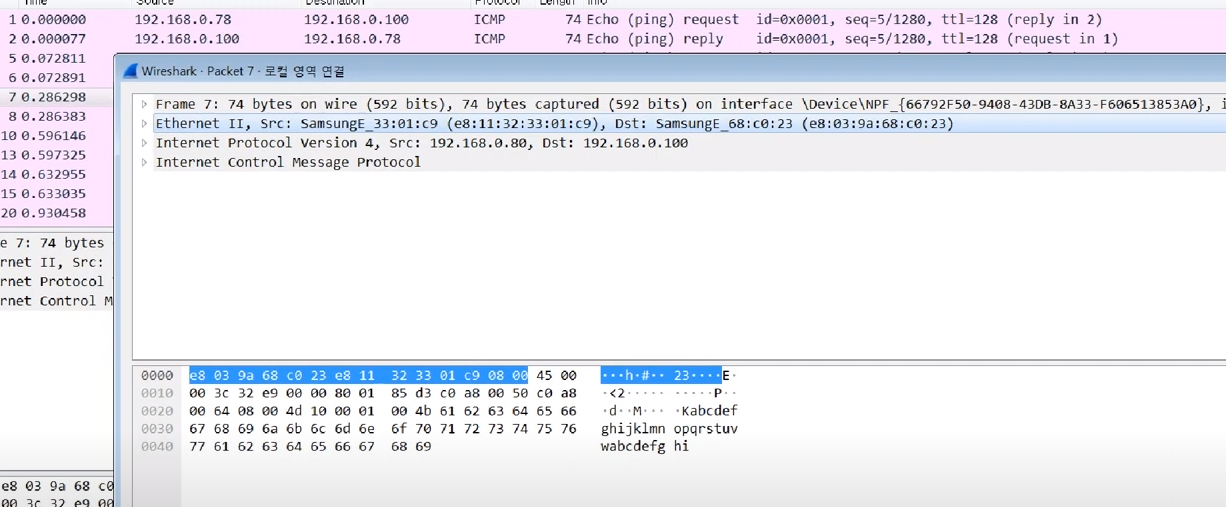 Time Source Destination Protocol Length Info
1 0.000000 192.168.0.78 192.168.0.100 ICMP 74 Echo (ping) request id=0x0001, seq=5/1280, ttl=128 (reply in 2)
2 0.000077 192.168.0.100 192.168.0.78 ICMP 74 Echo (ping) reply id=0x0001, seq=5/1280, ttl=128 (request in 1)
5 0.072811
6 0.072891
7 0.286298
8 0.286383
10 0.596146
13 0.597325
14 0.632955
15 0.633035
20 0.930458
Wireshark · Packet 7 · 로컬 영역 연결
Frame 7: 74 bytes on wire (592 bits), 74 bytes captured (592 bits) on interface \Device\NPF_{66792F50-9408-43DB-8A33-F606513853A0}, i
Ethernet II, Src: SamsungE_33:01:c9 (e8:11:32:33:01:c9), Dst: SamsungE_68:c0:23 (e8:03:9a:68:c0:23)
Internet Protocol Version 4, Src: 192.168.0.80, Dst: 192.168.0.100
Internet Control Message Protocol
e 7: 74 bytes
rnet II, Src:
rnet Protocol
rnet Control M
0000 e8 03 9a 68 c0 23 e8 11 32 33 01 c9 08 00 45 00 ···h·#·· 23····E·
0010 00 3c 32 e9 00 00 80 01 85 d3 c0 a8 00 50 c0 a8 ·<2····· ·····P··
0020 00 64 08 00 4d 10 00 01 00 4b 61 62 63 64 65 66 ·d··M··· ·Kabcdef
0030 67 68 69 6a 6b 6c 6d 6e 6f 70 71 72 73 74 75 76 ghijklmn opqrstuv
0040 77 61 62 63 64 65 66 67 68 69 wabcdefg hi
e8 03 9a 68 c0
00 3c 32 e9 00